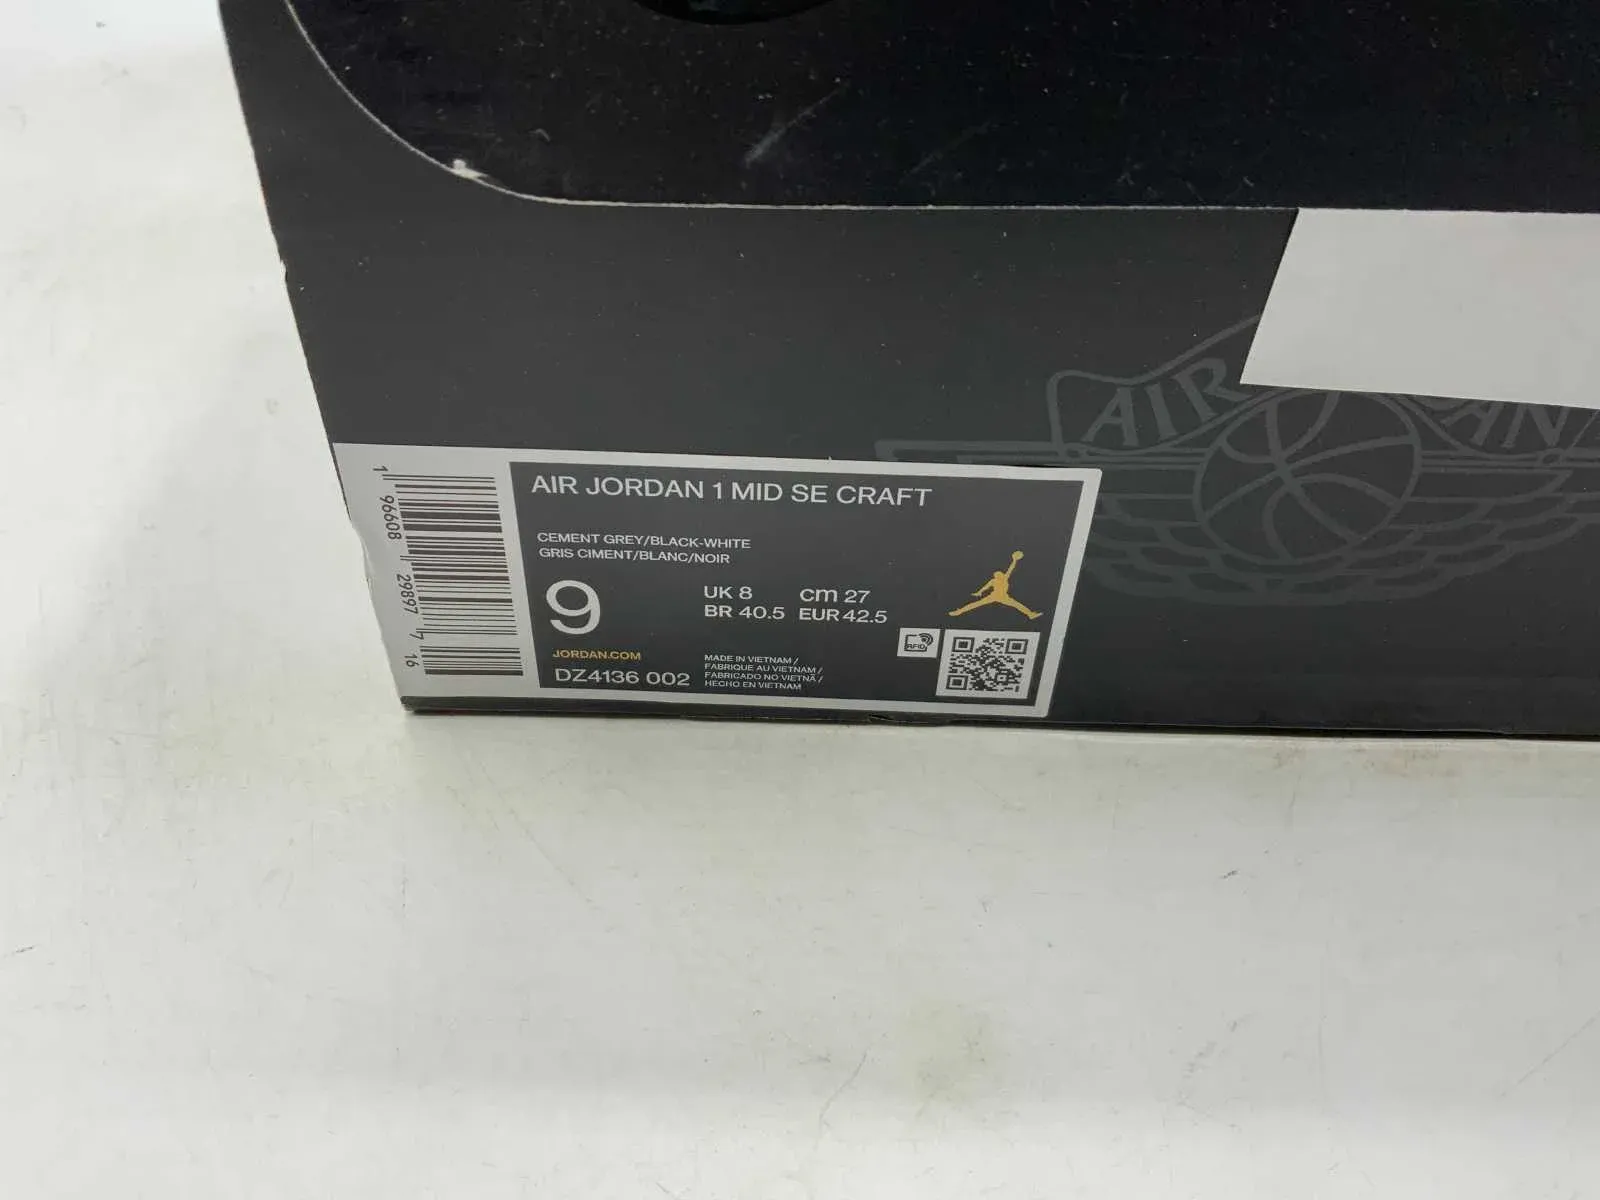 AIR JORDAN
AIR JORDAN 1 MID SE CRAFT
CEMENT GREY/BLACK-WHITE
GRIS CIMENT/BLANC/NOIR
9
UK 8 cm 27
BR 40.5 EUR 42.5
JORDAN.COM
DZ4136 002
MADE IN VIETNAM /
FABRIQUE AU VIETNAM /
FABRICADO NO VIETNÃ /
HECHO EN VIETNAM
RFID
1 96608 29897 7 16